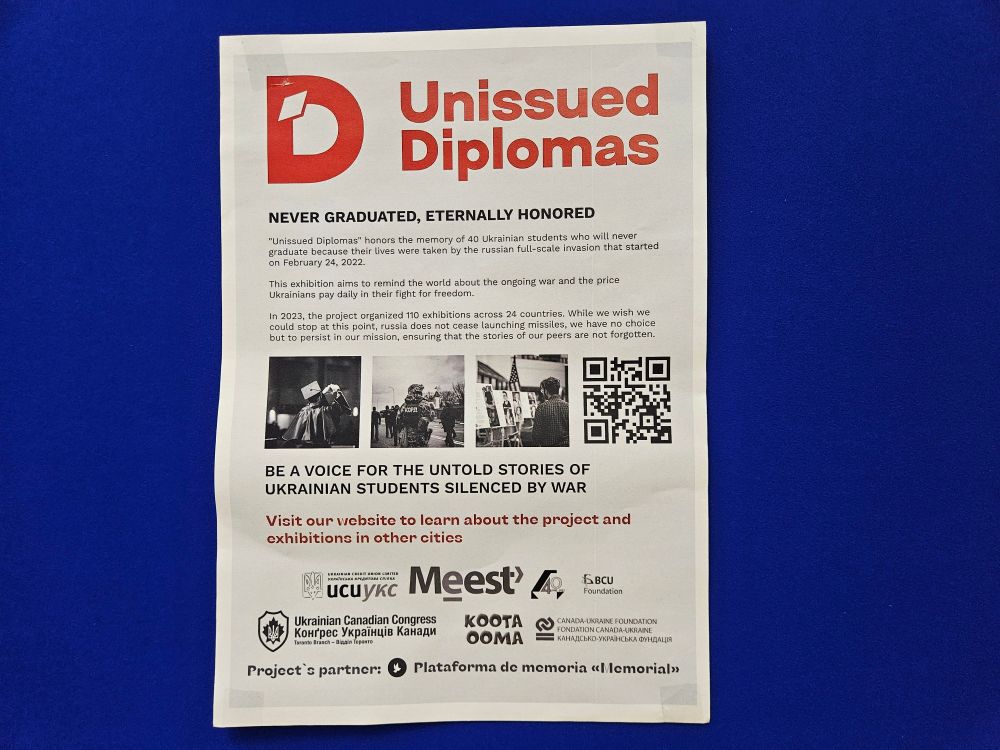 Unissued
Diplomas
NEVER GRADUATED, ETERNALLY HONORED
"Unissued Diplomas" honors the memory of 40 Ukrainian students who will never
graduate because their lives were taken by the russian full-scale invasion that started
on February 24, 2022.
This exhibition aims to remind the world about the ongoing war and the price
Ukrainians pay daily in their fight for freedom.
In 2023, the project organized 110 exhibitions across 24 countries. While we wish we
could stop at this point, russia does not cease launching missiles, we have no choice
but to persist in our mission, ensuring that the stories of our peers are not forgotten.
BE A VOICE FOR THE UNTOLD STORIES OF
UKRAINIAN STUDENTS SILENCED BY WAR
Visit our website to learn about the project and
exhibitions in other cities
UKRAINIAN CREDIT UNION LIMITED
УКРАЇНСЬКА КРЕДИТОВА СПІЛКА
ucuукс
Meest
40
BCU
Foundation
Ukrainian Canadian Congress
Конґрес Українців Канади
Toronto Branch – Відділ Торонто
KOOTA
OOMA
CANADA-UKRAINE FOUNDATION
FONDATION CANADA-UKRAINE
КАНАДСЬКО-УКРАЇНСЬКА ФУНДАЦІЯ
Project`s partner: Plataforma de memoria «Memorial»